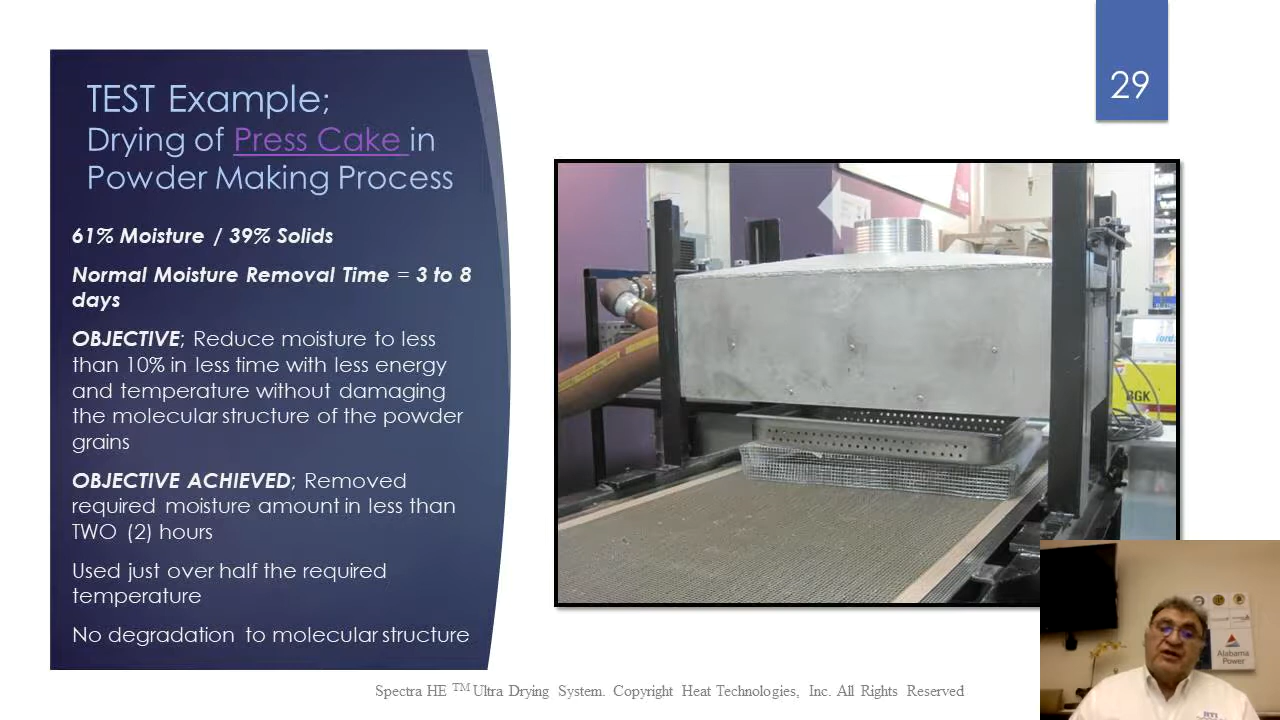 29
TEST Example;
Drying of Press Cake in
Powder Making Process
61% Moisture / 39% Solids
Normal Moisture Removal Time = 3 to 8
days
OBJECTIVE; Reduce moisture to less
than 10% in less time with less energy
and temperature without damaging
the molecular structure of the powder
grains
OBJECTIVE ACHIEVED; Removed
required moisture amount in less than
TWO (2) hours
Used just over half the required
temperature
No degradation to molecular structure
BGK
Alabama
Power
Spectra HE TM Ultra Drying System. Copyright Heat Technologies, Inc. All Rights Reserved